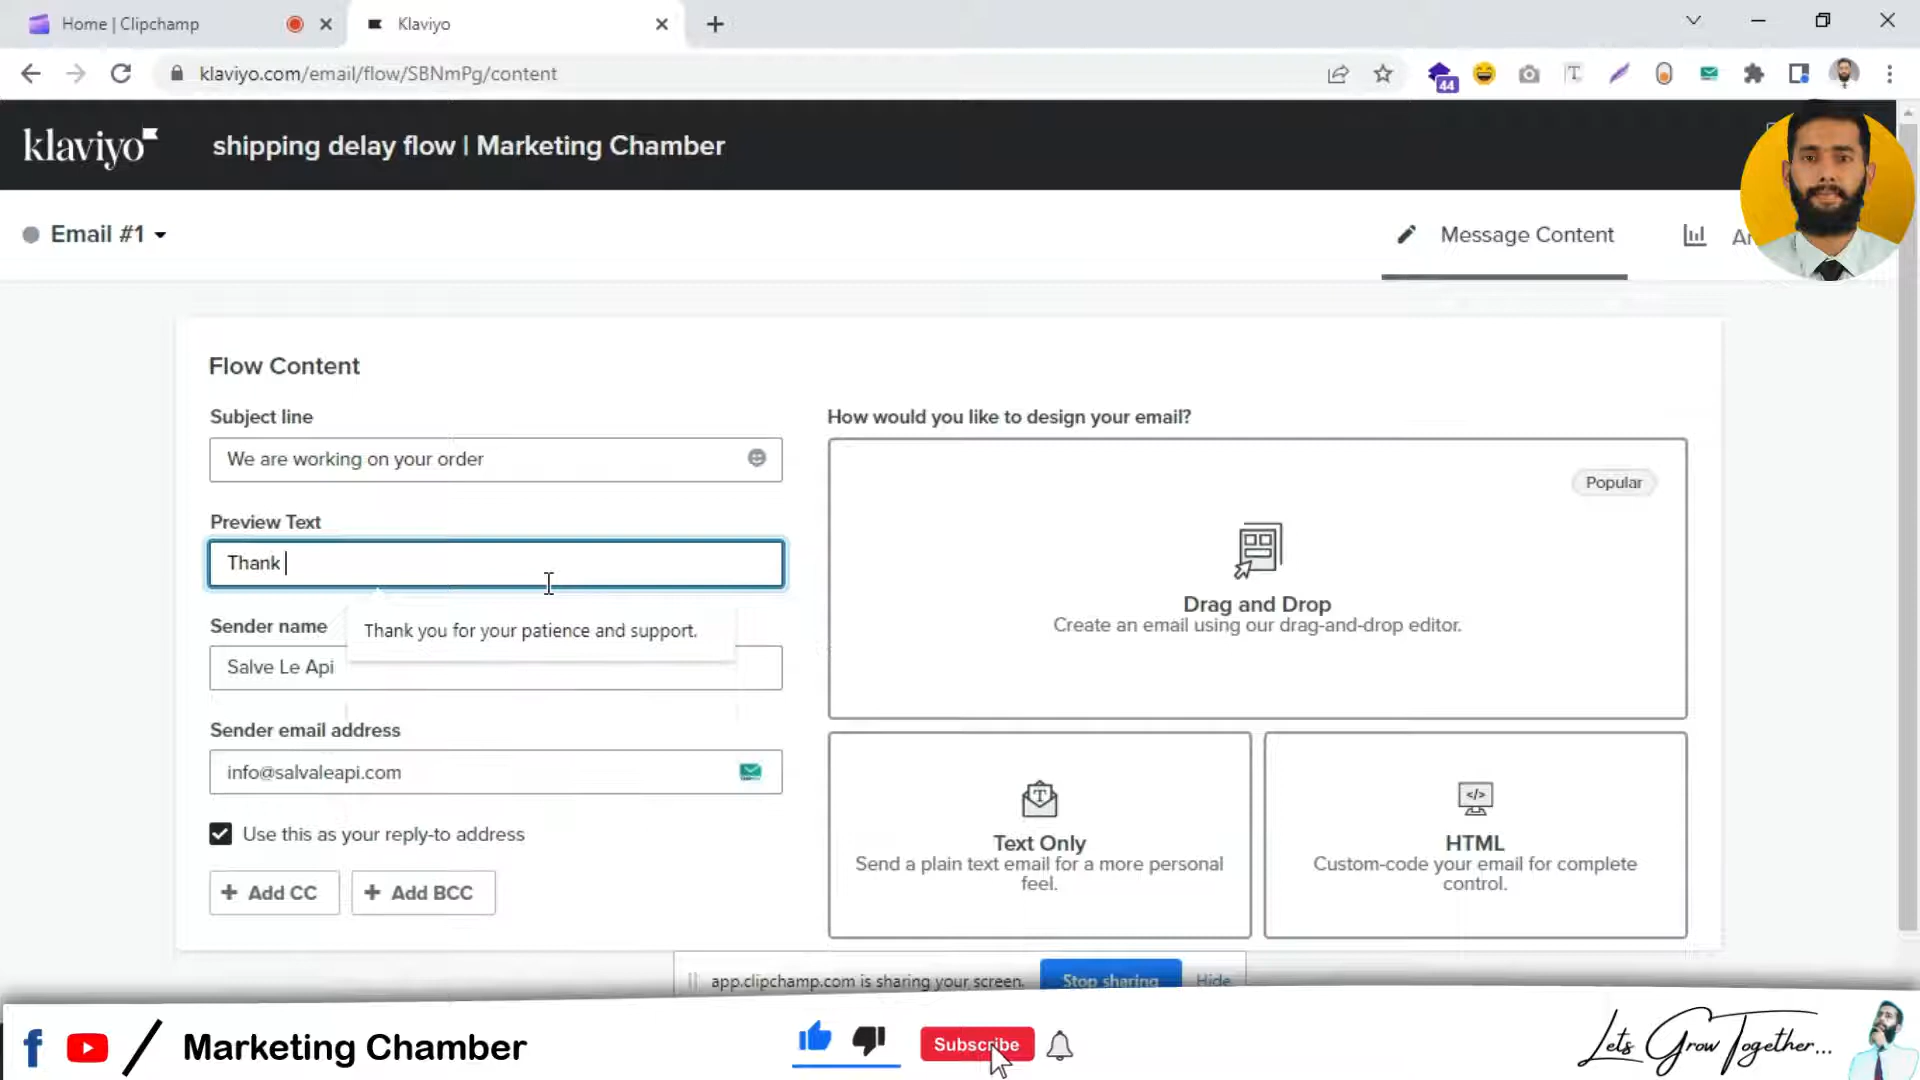 Home | Clipchamp
Klaviyo
klaviyo.com/email/flow/SBNmPg/content
44
klaviyo
shipping delay flow | Marketing Chamber
Email #1
Message Content
Flow Content
Subject line
We are working on your order
Preview Text
Thank
Thank you for your patience and support.
Sender name
Salve Le Api
Sender email address
info@salvaleapi.com
Use this as your reply-to address
+ Add CC
+ Add BCC
How would you like to design your email?
Popular
Drag and Drop
Create an email using our drag-and-drop editor.
Text Only
Send a plain text email for a more personal
feel.
HTML
Custom-code your email for complete
control.
app.clipchamp.com is sharing your screen.
Stop sharing
Hide
Marketing Chamber
Subscribe
Lets Grow Together...